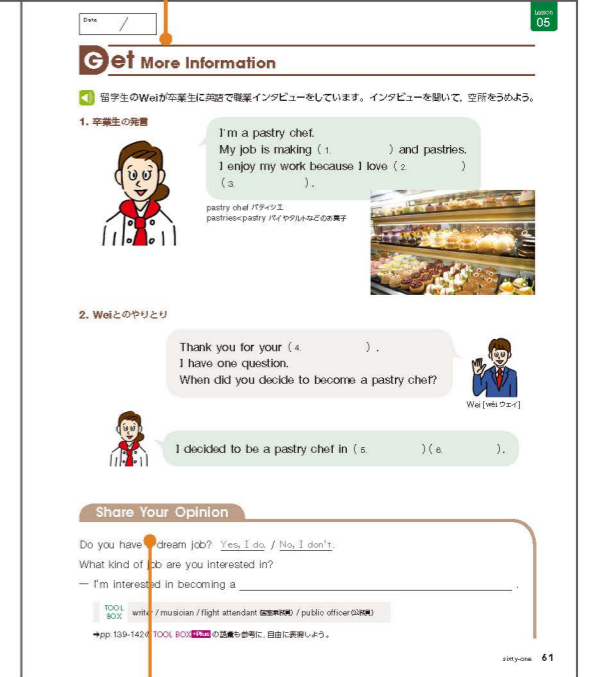 Lesson
05
Date /
Get More Information
留学生のWeiが卒業生に英語で職業インタビューをしています。インタビューを聞いて, 空所をうめよう。
1. 卒業生の発言
I'm a pastry chef.
My job is making ( 1. ) and pastries.
I enjoy my work because I love ( 2. )
( 3. ).
pastry chef パティシエ
pastries<pastry パイやタルトなどのお菓子
2. Weiとのやりとり
Thank you for your ( 4. ) .
I have one question.
When did you decide to become a pastry chef?
Wei [wéi ウェイ]
I decided to be a pastry chef in ( 5. )( 6. ).
Share Your Opinion
Do you have a dream job? Yes, I do. / No, I don't.
What kind of job are you interested in?
— I'm interested in becoming a .
TOOL BOX writer / musician / flight attendant (客室乗務員) / public officer (公務員)
➜pp.139-142の TOOL BOX +Plus の語彙も参考に, 自由に表現しよう。
sixty-one 61